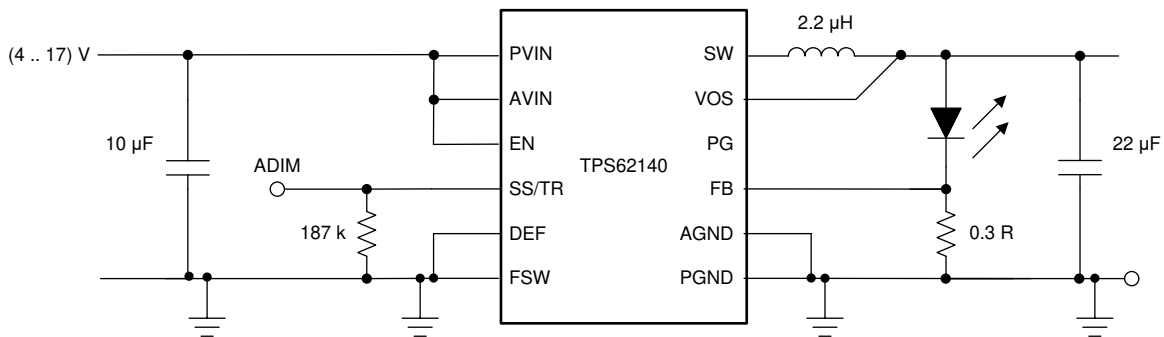 2.2 µH
(4 .. 17) V
PVIN
SW
AVIN
VOS
10 µF
EN
PG
22 µF
TPS62140
ADIM
SS/TR
FB
187 k
DEF
AGND
0.3 R
FSW
PGND